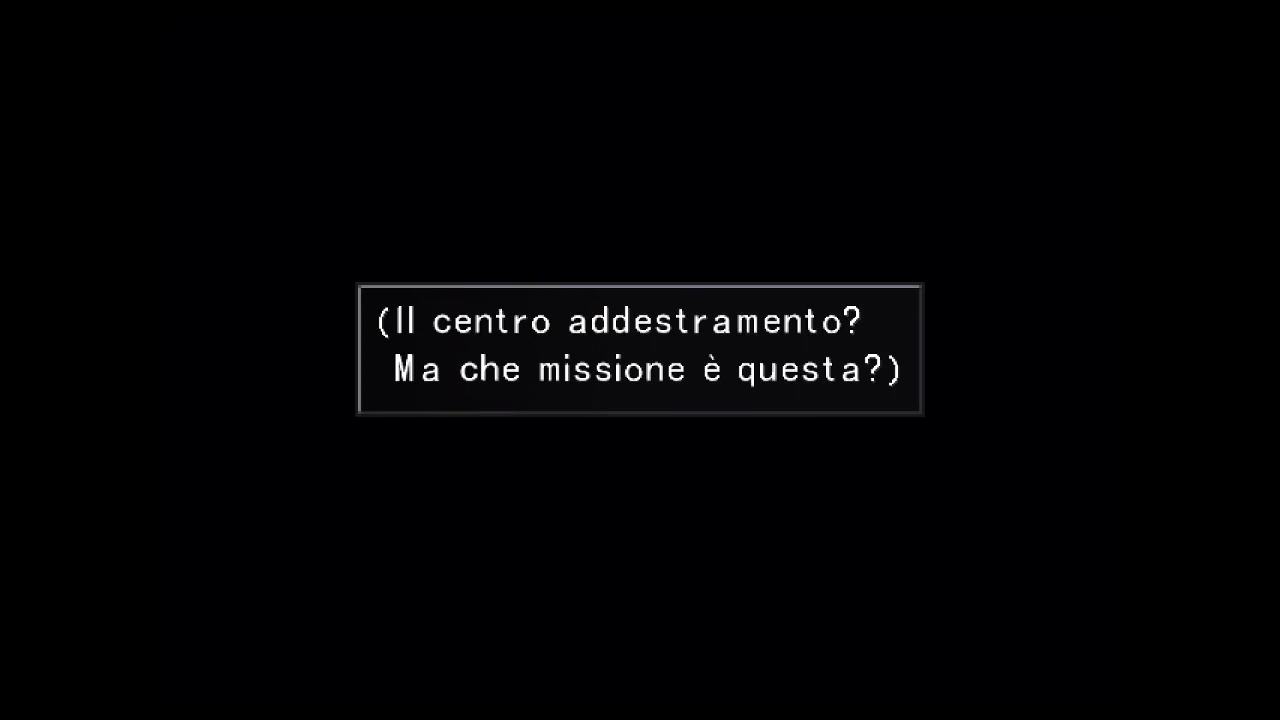 (Il centro addestramento?
Ma che missione è questa?)